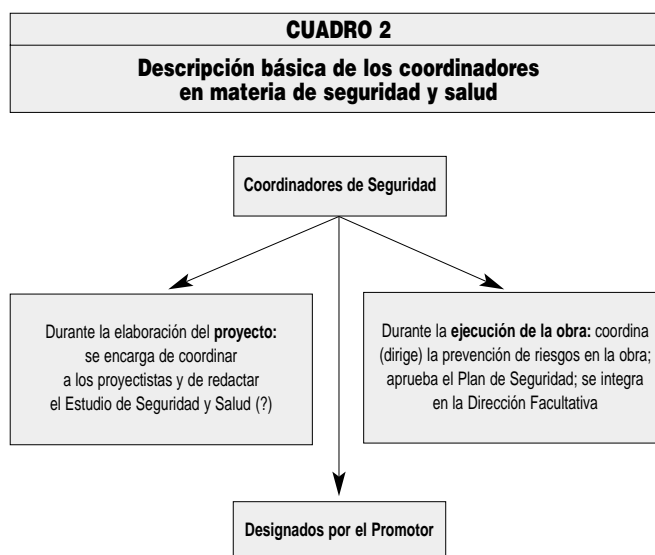 CUADRO 2
Descripción básica de los coordinadores
en materia de seguridad y salud
Coordinadores de Seguridad
Durante la elaboración del proyecto:
se encarga de coordinar
a los proyectistas y de redactar
el Estudio de Seguridad y Salud (?)
Durante la ejecución de la obra: coordina
(dirige) la prevención de riesgos en la obra;
aprueba el Plan de Seguridad; se integra
en la Dirección Facultativa
Designados por el Promotor